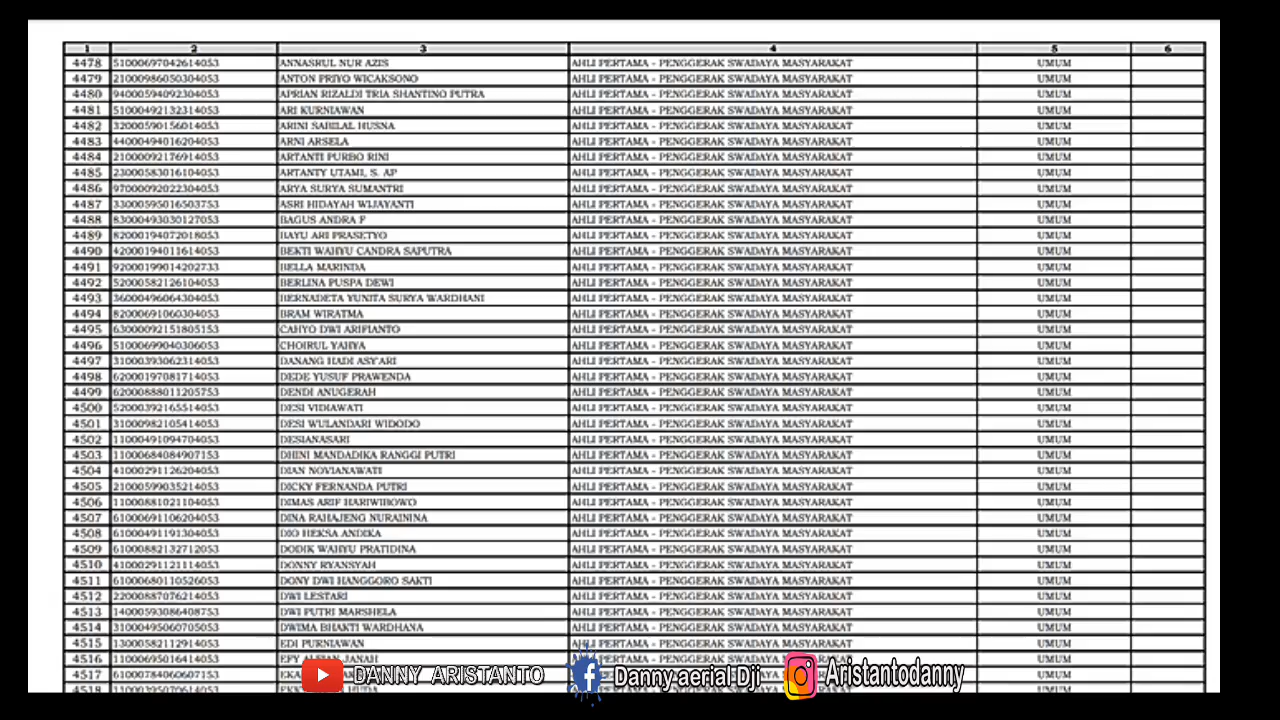 1 2 3 4 5 6
4478 51000697042614053 ANNASRUL NUR AZIS AHLI PERTAMA - PENGGERAK SWADAYA MASYARAKAT UMUM
4479 21000986050304053 ANTON PRIYO WICAKSONO AHLI PERTAMA - PENGGERAK SWADAYA MASYARAKAT UMUM
4480 94000594092304053 APRIAN RIZALDI TRIA SHANTINO PUTRA AHLI PERTAMA - PENGGERAK SWADAYA MASYARAKAT UMUM
4481 51000492132314053 ARI KURNIAWAN AHLI PERTAMA - PENGGERAK SWADAYA MASYARAKAT UMUM
4482 32000590156014053 ARINI SABILAL HUSNA AHLI PERTAMA - PENGGERAK SWADAYA MASYARAKAT UMUM
4483 44000494016204053 ARNI ARSELA AHLI PERTAMA - PENGGERAK SWADAYA MASYARAKAT UMUM
4484 21000092176914053 ARTANTI PURBO RINI AHLI PERTAMA - PENGGERAK SWADAYA MASYARAKAT UMUM
4485 23000583016104053 ARTANTY UTAMI, S. AP AHLI PERTAMA - PENGGERAK SWADAYA MASYARAKAT UMUM
4486 97000092022304053 ARYA SURYA SUMANTRI AHLI PERTAMA - PENGGERAK SWADAYA MASYARAKAT UMUM
4487 33000595016503753 ASRI HIDAYAH WIJAYANTI AHLI PERTAMA - PENGGERAK SWADAYA MASYARAKAT UMUM
4488 83000493030127053 BAGUS ANDRA F AHLI PERTAMA - PENGGERAK SWADAYA MASYARAKAT UMUM
4489 82000194072018053 BAYU ARI PRASETYO AHLI PERTAMA - PENGGERAK SWADAYA MASYARAKAT UMUM
4490 42000194011614053 BEKTI WAHYU CANDRA SAPUTRA AHLI PERTAMA - PENGGERAK SWADAYA MASYARAKAT UMUM
4491 92000199014202733 BELLA MARINDA AHLI PERTAMA - PENGGERAK SWADAYA MASYARAKAT UMUM
4492 52000582126104053 BERLINA PUSPA DEWI AHLI PERTAMA - PENGGERAK SWADAYA MASYARAKAT UMUM
4493 36000496064304053 BERNADETA YUNITA SURYA WARDHANI AHLI PERTAMA - PENGGERAK SWADAYA MASYARAKAT UMUM
4494 82000691060304053 BRAM WIRATMA AHLI PERTAMA - PENGGERAK SWADAYA MASYARAKAT UMUM
4495 63000092151805153 CAHYO DWI ARIFIANTO AHLI PERTAMA - PENGGERAK SWADAYA MASYARAKAT UMUM
4496 51000699040306053 CHOIRUL YAHYA AHLI PERTAMA - PENGGERAK SWADAYA MASYARAKAT UMUM
4497 31000393062314053 DANANG HADI ASY'ARI AHLI PERTAMA - PENGGERAK SWADAYA MASYARAKAT UMUM
4498 62000197081714053 DEDE YUSUF PRAWENDA AHLI PERTAMA - PENGGERAK SWADAYA MASYARAKAT UMUM
4499 62000888011205753 DENDI ANUGERAH AHLI PERTAMA - PENGGERAK SWADAYA MASYARAKAT UMUM
4500 52000392165514053 DESI VIDIAWATI AHLI PERTAMA - PENGGERAK SWADAYA MASYARAKAT UMUM
4501 31000982105414053 DESI WULANDARI WIDODO AHLI PERTAMA - PENGGERAK SWADAYA MASYARAKAT UMUM
4502 11000491094704053 DESIANASARI AHLI PERTAMA - PENGGERAK SWADAYA MASYARAKAT UMUM
4503 11000684084907153 DHINI MANDADIKA RANGGI PUTRI AHLI PERTAMA - PENGGERAK SWADAYA MASYARAKAT UMUM
4504 41000291126204053 DIAN NOVIANAWATI AHLI PERTAMA - PENGGERAK SWADAYA MASYARAKAT UMUM
4505 21000599035214053 DICKY FERNANDA PUTRI AHLI PERTAMA - PENGGERAK SWADAYA MASYARAKAT UMUM
4506 11000881021104053 DIMAS ARIF HARIWIBOWO AHLI PERTAMA - PENGGERAK SWADAYA MASYARAKAT UMUM
4507 61000691106204053 DINA RAHAJENG NURAININA AHLI PERTAMA - PENGGERAK SWADAYA MASYARAKAT UMUM
4508 61000491191304053 DIO HEKSA ANDIKA AHLI PERTAMA - PENGGERAK SWADAYA MASYARAKAT UMUM
4509 61000882132712053 DODIK WAHYU PRATIDINA AHLI PERTAMA - PENGGERAK SWADAYA MASYARAKAT UMUM
4510 41000291121114053 DONNY RYANSYAH AHLI PERTAMA - PENGGERAK SWADAYA MASYARAKAT UMUM
4511 61000680110526053 DONY DWI HANGGORO SAKTI AHLI PERTAMA - PENGGERAK SWADAYA MASYARAKAT UMUM
4512 22000887076214053 DWI LESTARI AHLI PERTAMA - PENGGERAK SWADAYA MASYARAKAT UMUM
4513 14000593086408753 DWI PUTRI MARSHELA AHLI PERTAMA - PENGGERAK SWADAYA MASYARAKAT UMUM
4514 31000495060705053 DWIMA BHAKTI WARDHANA AHLI PERTAMA - PENGGERAK SWADAYA MASYARAKAT UMUM
4515 13000582112914053 EDI PURNIAWAN AHLI PERTAMA - PENGGERAK SWADAYA MASYARAKAT UMUM
4516 11000695016414053 EFY JANAH AHLI PERTAMA - PENGGERAK SWADAYA MASYARAKAT UMUM
4517 61000784060607153 UMUM
4518
DANNY ARISTANTO Danny aerial Dji Aristantodanny